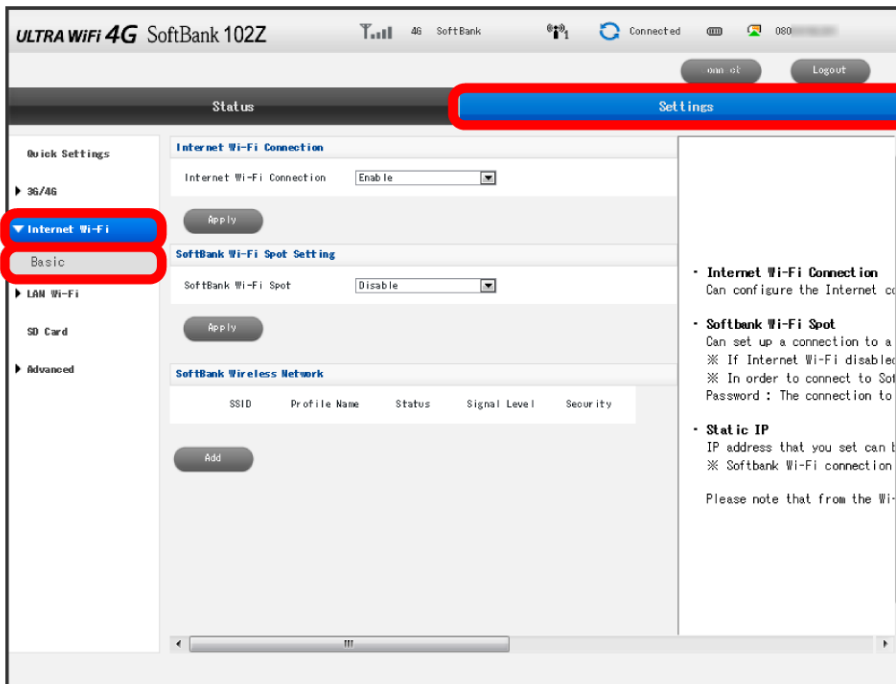 ULTRA WiFi 4G SoftBank 102Z 4G SoftBank 1 Connected 080
Logout
Status Settings
Quick Settings
3G/4G
Internet Wi-Fi
Basic
LAN Wi-Fi
SD Card
Advanced
Internet Wi-Fi Connection
Internet Wi-Fi Connection Enable
Apply
SoftBank Wi-Fi Spot Setting
SoftBank Wi-Fi Spot Disable
Apply
SoftBank Wireless Network
SSID Profile Name Status Signal Level Security
Add
・ Internet Wi-Fi Connection
Can configure the Internet
・ Softbank Wi-Fi Spot
Can set up a connection to a
※ If Internet Wi-Fi disabled
※ In order to connect to
Password : The connection to
・ Static IP
IP address that you set can
※ Softbank Wi-Fi connection
Please note that from the